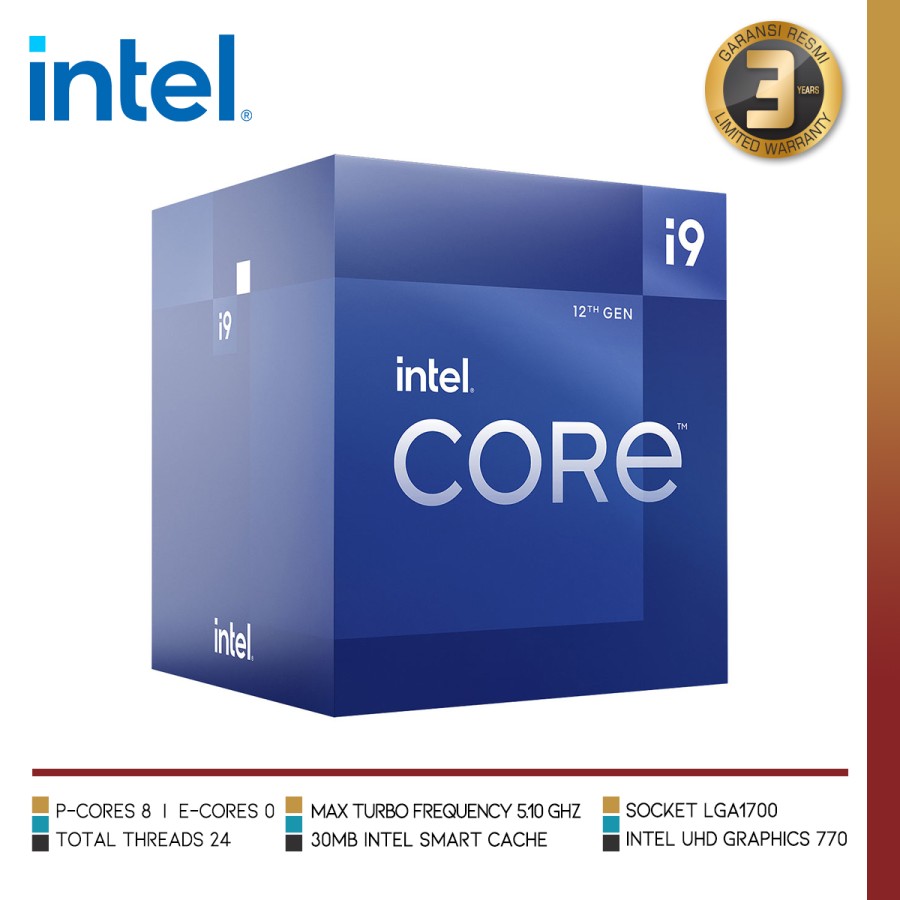 intel®
GARANSI RESMI
3 YEARS
LIMITED WARRANTY
i9
i9
12TH GEN
intel.
CORE™
intel.
P-CORES 8 | E-CORES 0
TOTAL THREADS 24
MAX TURBO FREQUENCY 5.10 GHZ
30MB INTEL SMART CACHE
SOCKET LGA1700
INTEL UHD GRAPHICS 770